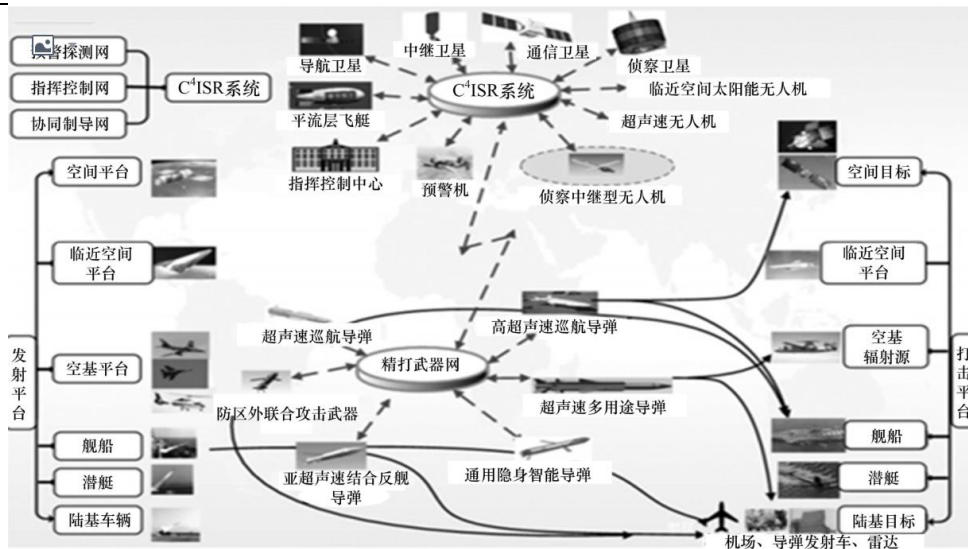 预警探测网
指挥控制网
协同制导网
C⁴ISR系统
导航卫星
中继卫星
通信卫星
侦察卫星
C⁴ISR系统
临近空间太阳能无人机
平流层飞艇
超声速无人机
指挥控制中心
预警机
侦察中继型无人机
发射平台
空间平台
临近空间
平台
空基平台
舰船
潜艇
陆基车辆
超声速巡航导弹
高超声速巡航导弹
精打武器网
防区外联合攻击武器
超声速多用途导弹
亚超声速结合反舰
导弹
通用隐身智能导弹
空间目标
临近空间
平台
空基
辐射源
舰船
潜艇
陆基目标
打击平台
机场、导弹发射车、雷达